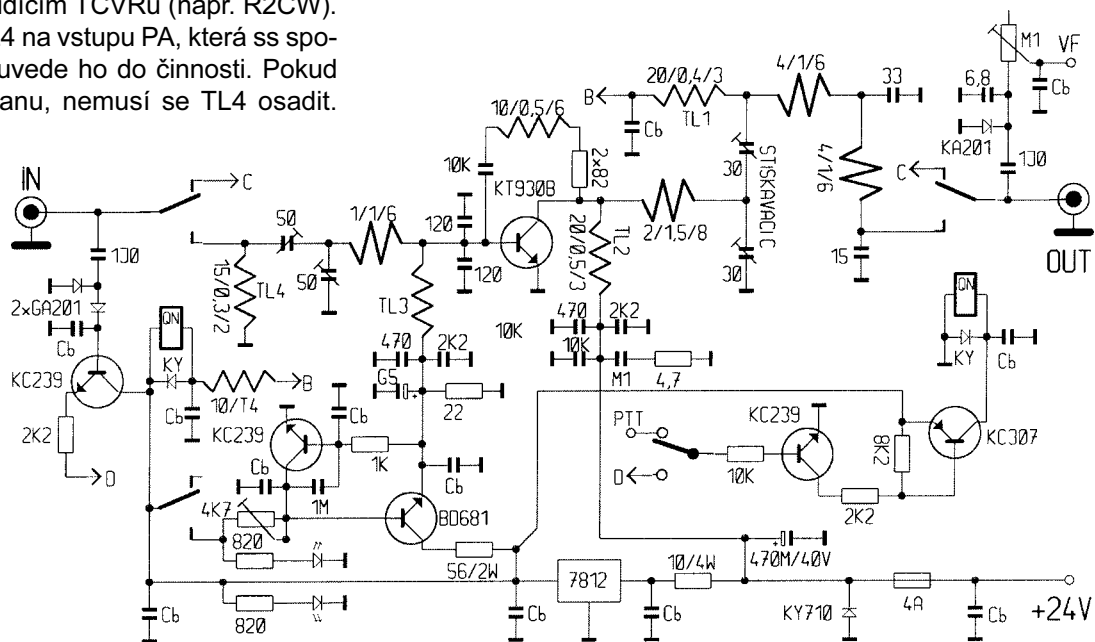 ídícím TCVRu (např. R2CW).
4 na vstupu PA, která ss spo-
uvede ho do činnosti. Pokud
anu, nemusí se TL4 osadit.
M1
VF
4/1/6
33
6,8
Cb
20/0,4/3
B
TL1
Cb
10/0,5/6
KA201
1J0
10K
2×82
30
STISKAVACI C
4/1/6
C
IN
C
KT930B
120
50
1/1/6
2/1,5/8
TL2
20/0,5/3
30
15
OUT
1J0
15/0,3/2
TL4
50
120
TL3
2xGA201
QN
QN
10K
470
2K2
Cb
470
2K2
10K
KY
Cb
KC239
KY
B
G5
22
M1
4,7
10/T4
Cb
KC239
Cb
PTT
KC239
KC307
2K2
1K
8K2
D
D
10K
Cb
Cb
1M
4K7
BD681
2K2
820
56/2W
470M/40V
10/4W
7812
4A
KY710
+24V
Cb
820
Cb
Cb
Cb